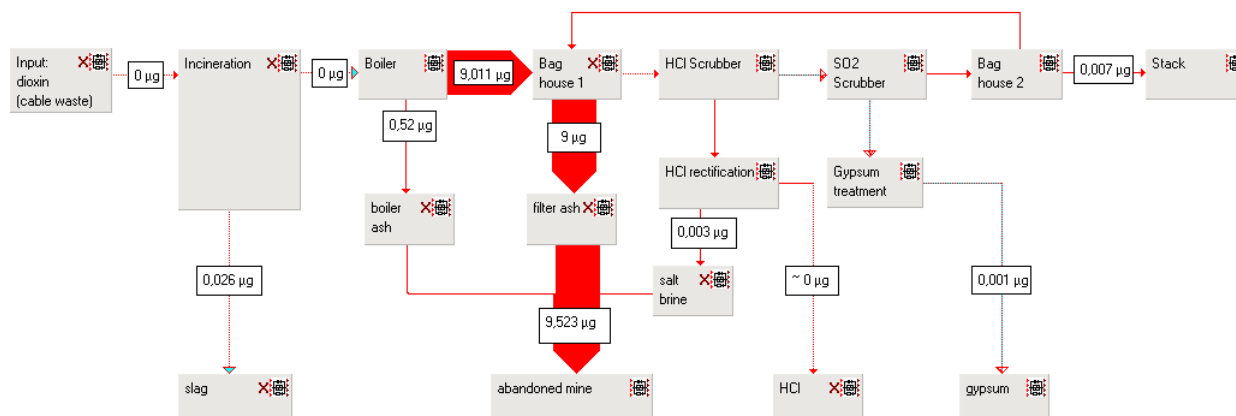 Input:
dioxin
(cable waste)
0 µg
Incineration
0 µg
Boiler
9,011 µg
Bag
house 1
HCl Scrubber
SO2
Scrubber
Bag
house 2
0,007 µg
Stack
0,52 µg
9 µg
HCl rectification
Gypsum
treatment
boiler
ash
filter ash
0,003 µg
salt
brine
0,026 µg
~ 0 µg
0,001 µg
9,523 µg
slag
abandoned mine
HCl
gypsum